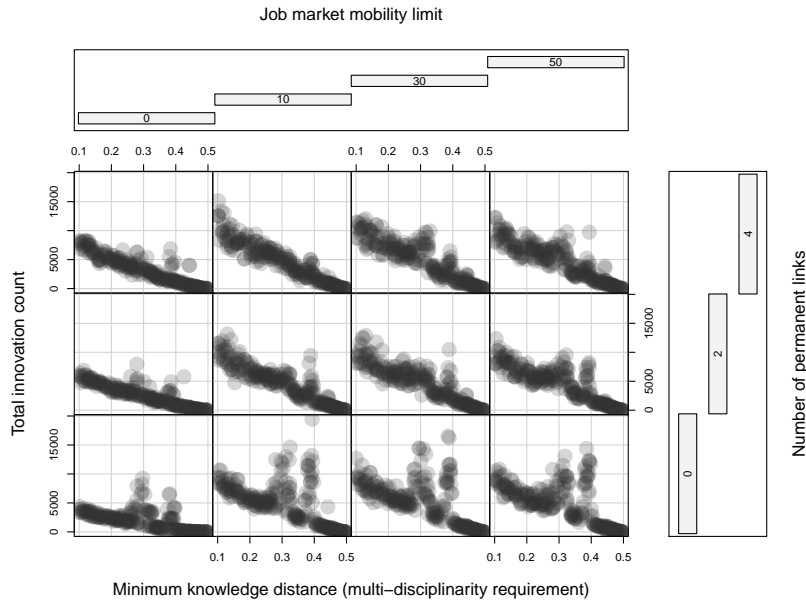 Job market mobility limit
50
30
10
0
0.1 0.2 0.3 0.4 0.5 0.1 0.2 0.3 0.4 0.5
0 5000 15000
0 5000 15000
0 5000 15000
Total innovation count
4
2
0
Number of permanent links
0.1 0.2 0.3 0.4 0.5 0.1 0.2 0.3 0.4 0.5
Minimum knowledge distance (multi−disciplinarity requirement)